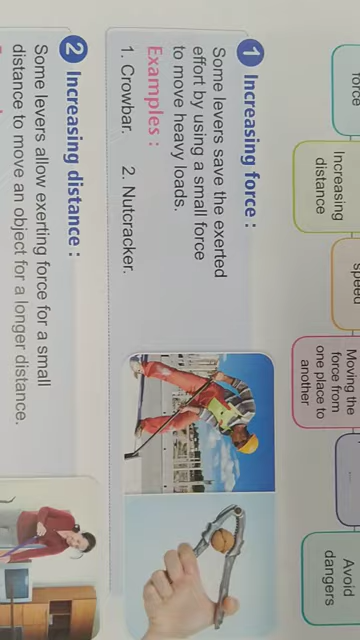 force
Increasing
distance
speed
Moving the
force from
one place to
another
Avoid
dangers
1 Increasing force :
Some levers save the exerted
effort by using a small force
to move heavy loads.
Examples :
1. Crowbar. 2. Nutcracker.
2 Increasing distance :
Some levers allow exerting force for a small
distance to move an object for a longer distance.